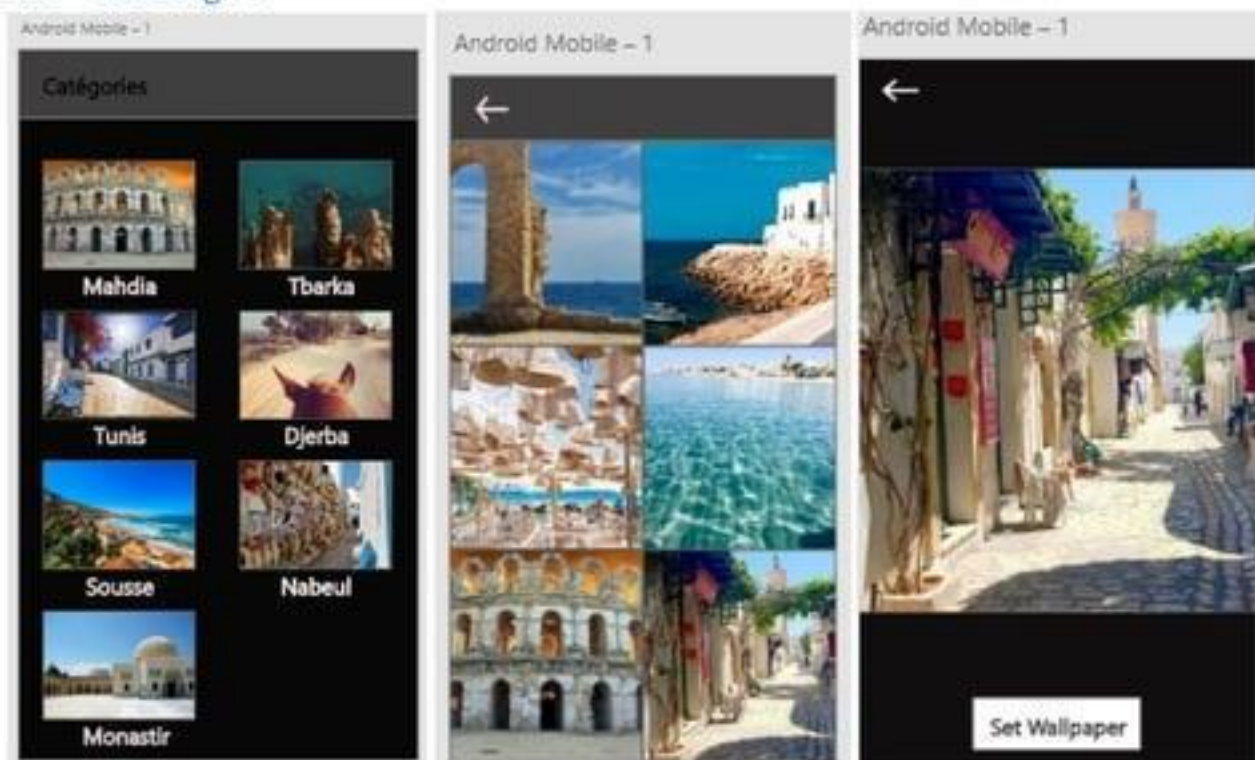 Android Mobile – 1
Catégories
Mahdia
Tbarka
Tunis
Djerba
Sousse
Nabeul
Monastir
Android Mobile – 1
Android Mobile – 1
Set Wallpaper